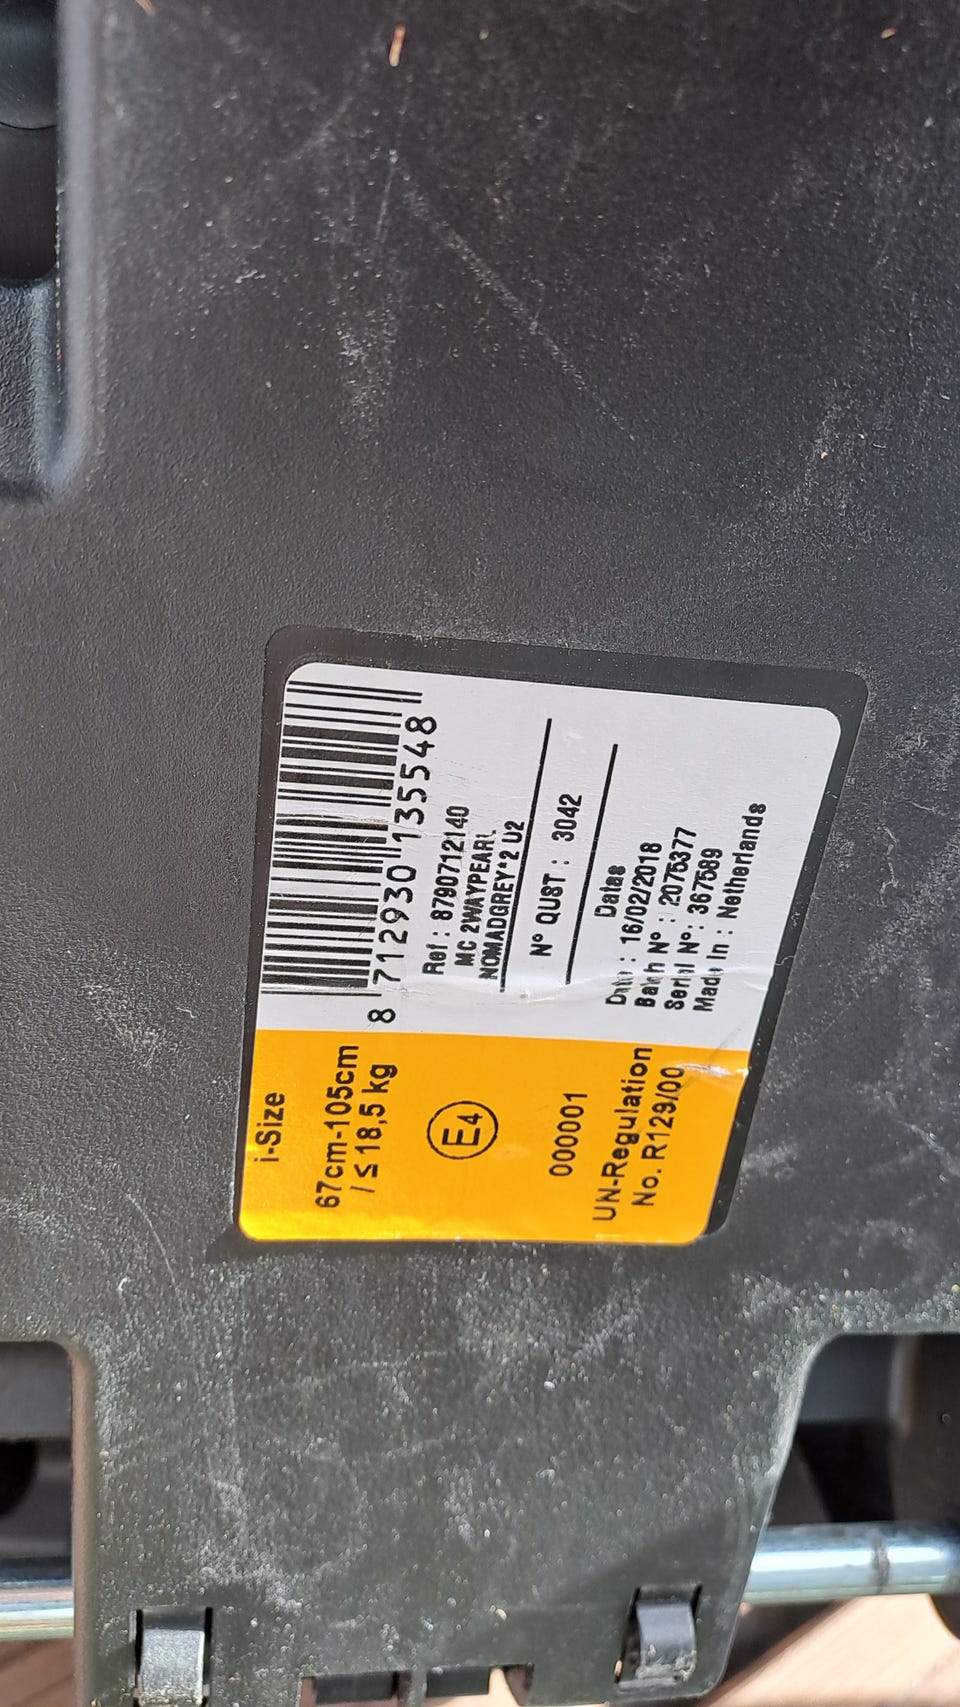 i-Size
67cm-105cm
/ ≤ 18,5 kg
E4
000001
UN-Regulation
No. R129/00
8 712930 135548
Ref : 8790712140
MC 2WAYPEARL
NOMADGREY*2 U2
N° QUST : 3042
Datas
Date : 16/02/2018
Batch N° : 2075377
Serial N° : 367589
Made In : Netherlands